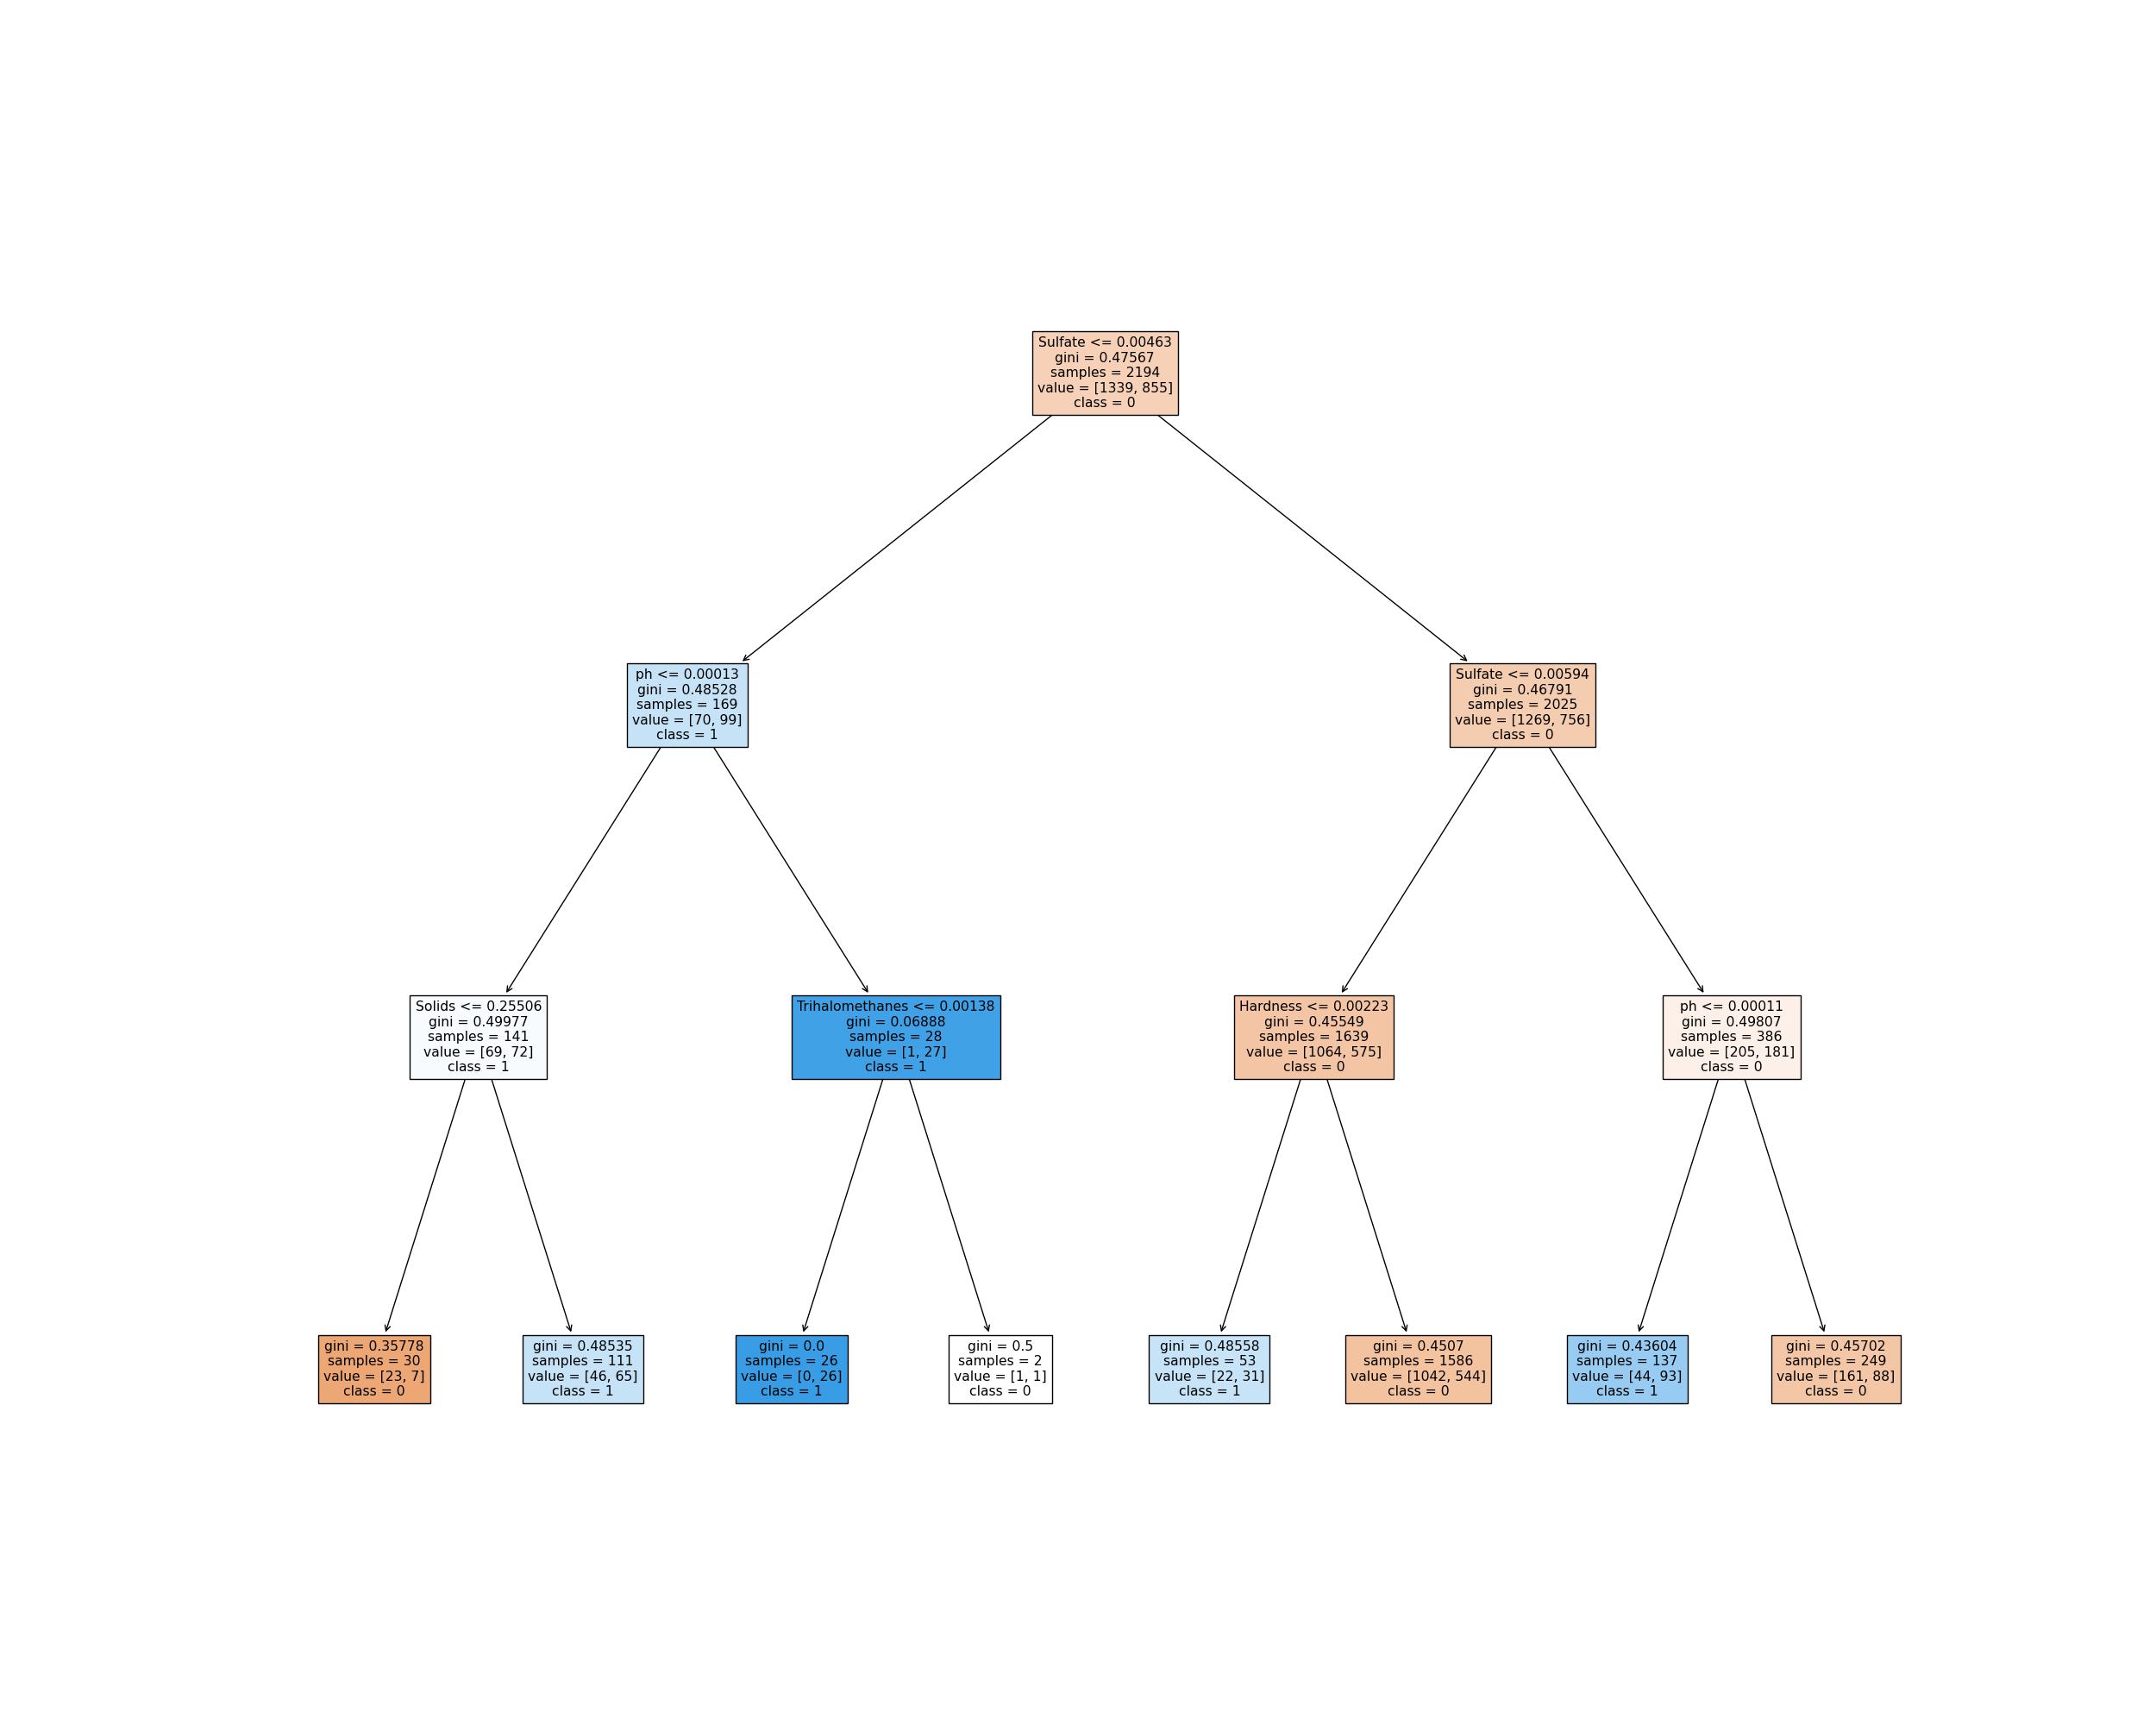 Sulfate <= 0.00463
gini = 0.47567
samples = 2194
value = [1339, 855]
class = 0
ph <= 0.00013
gini = 0.48528
samples = 169
value = [70, 99]
class = 1
Sulfate <= 0.00594
gini = 0.46791
samples = 2025
value = [1269, 756]
class = 0
Solids <= 0.25506
gini = 0.49977
samples = 141
value = [69, 72]
class = 1
Trihalomethanes <= 0.00138
gini = 0.06888
samples = 28
value = [1, 27]
class = 1
Hardness <= 0.00223
gini = 0.45549
samples = 1639
value = [1064, 575]
class = 0
ph <= 0.00011
gini = 0.49807
samples = 386
value = [205, 181]
class = 0
gini = 0.35778
samples = 30
value = [23, 7]
class = 0
gini = 0.48535
samples = 111
value = [46, 65]
class = 1
gini = 0.0
samples = 26
value = [0, 26]
class = 1
gini = 0.5
samples = 2
value = [1, 1]
class = 0
gini = 0.48558
samples = 53
value = [22, 31]
class = 1
gini = 0.4507
samples = 1586
value = [1042, 544]
class = 0
gini = 0.43604
samples = 137
value = [44, 93]
class = 1
gini = 0.45702
samples = 249
value = [161, 88]
class = 0